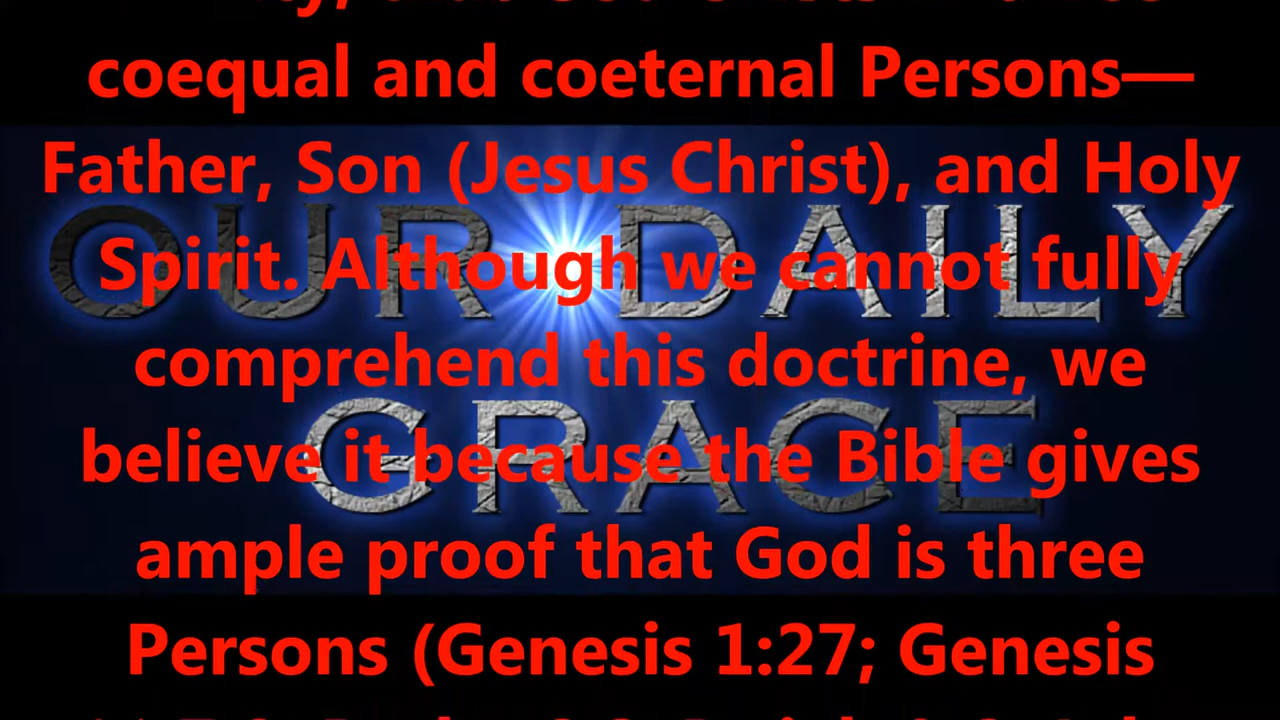 coequal and coeternal Persons—
Father, Son (Jesus Christ), and Holy
Spirit. Although we cannot fully
comprehend this doctrine, we
believe it because the Bible gives
ample proof that God is three
Persons (Genesis 1:27; Genesis
OUR DAILY
GRACE